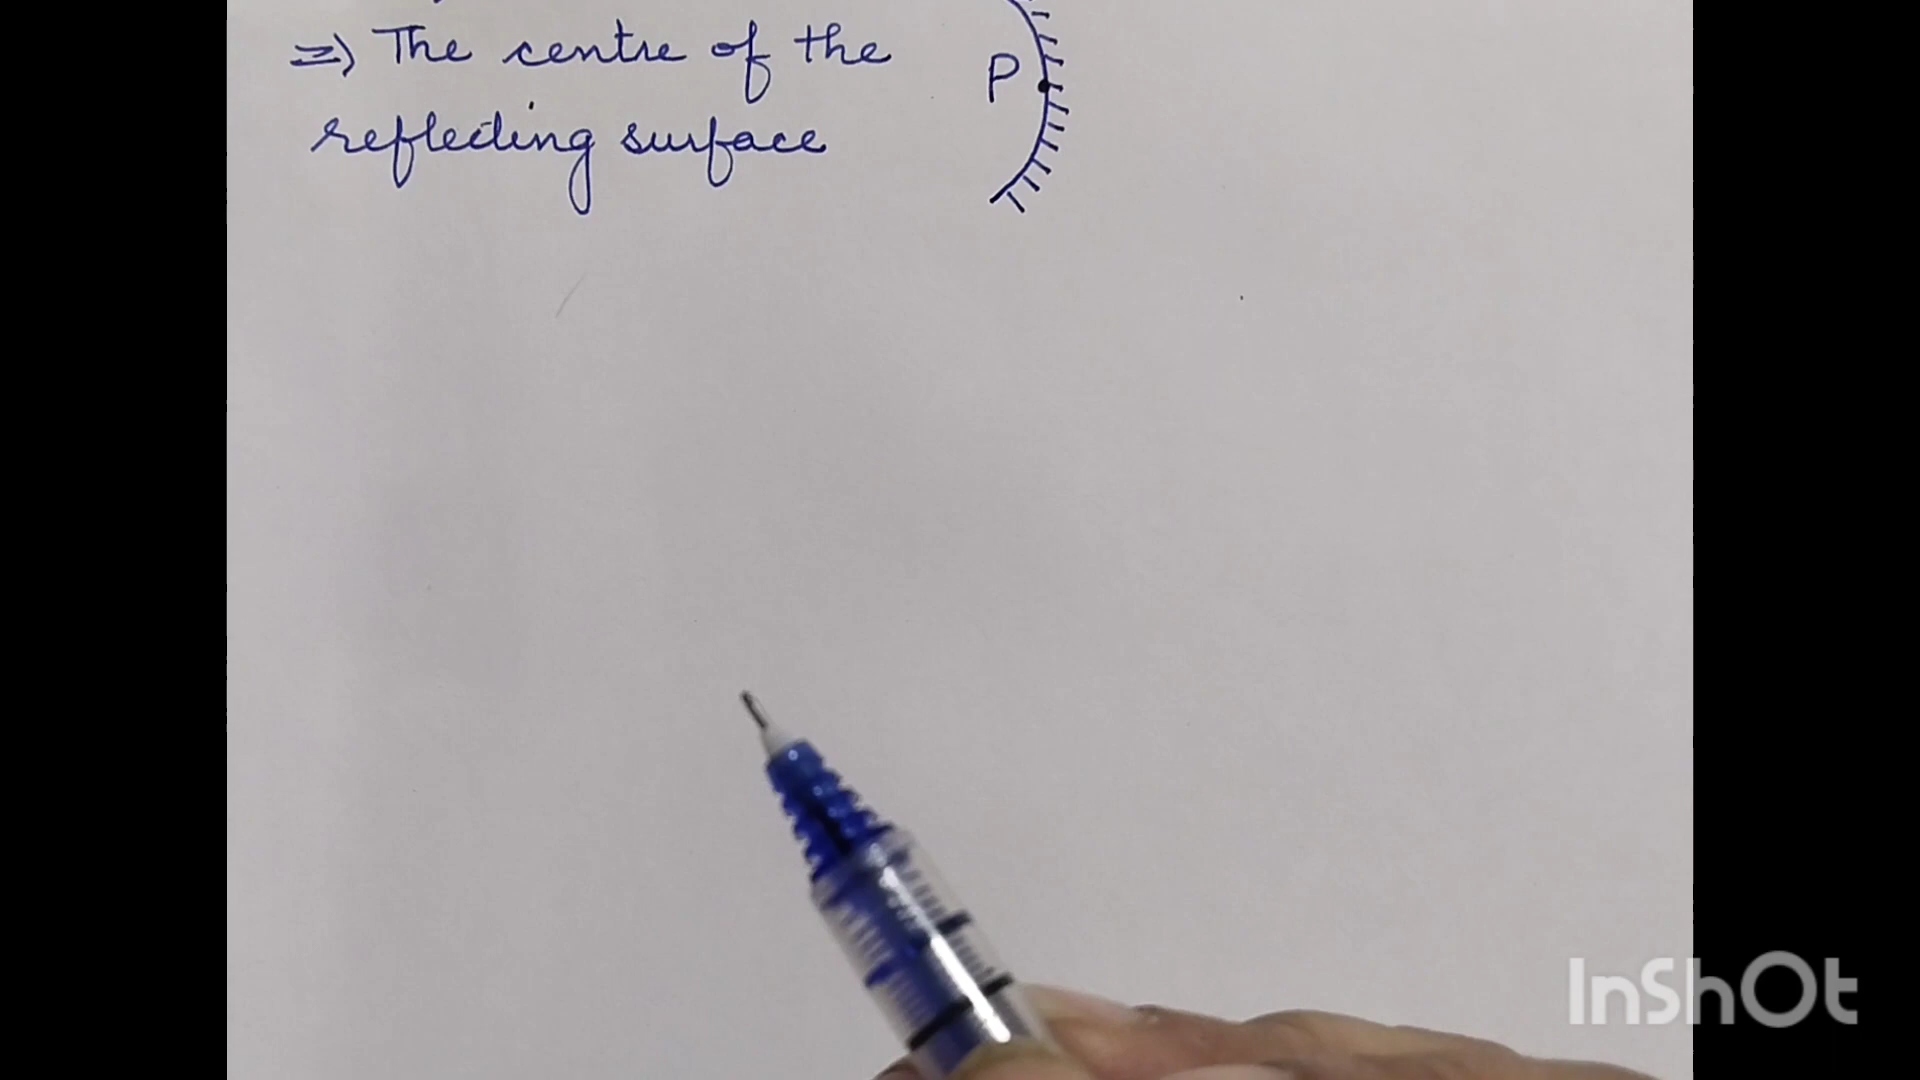 =) The centre of the
reflecting surface
P
InShOt